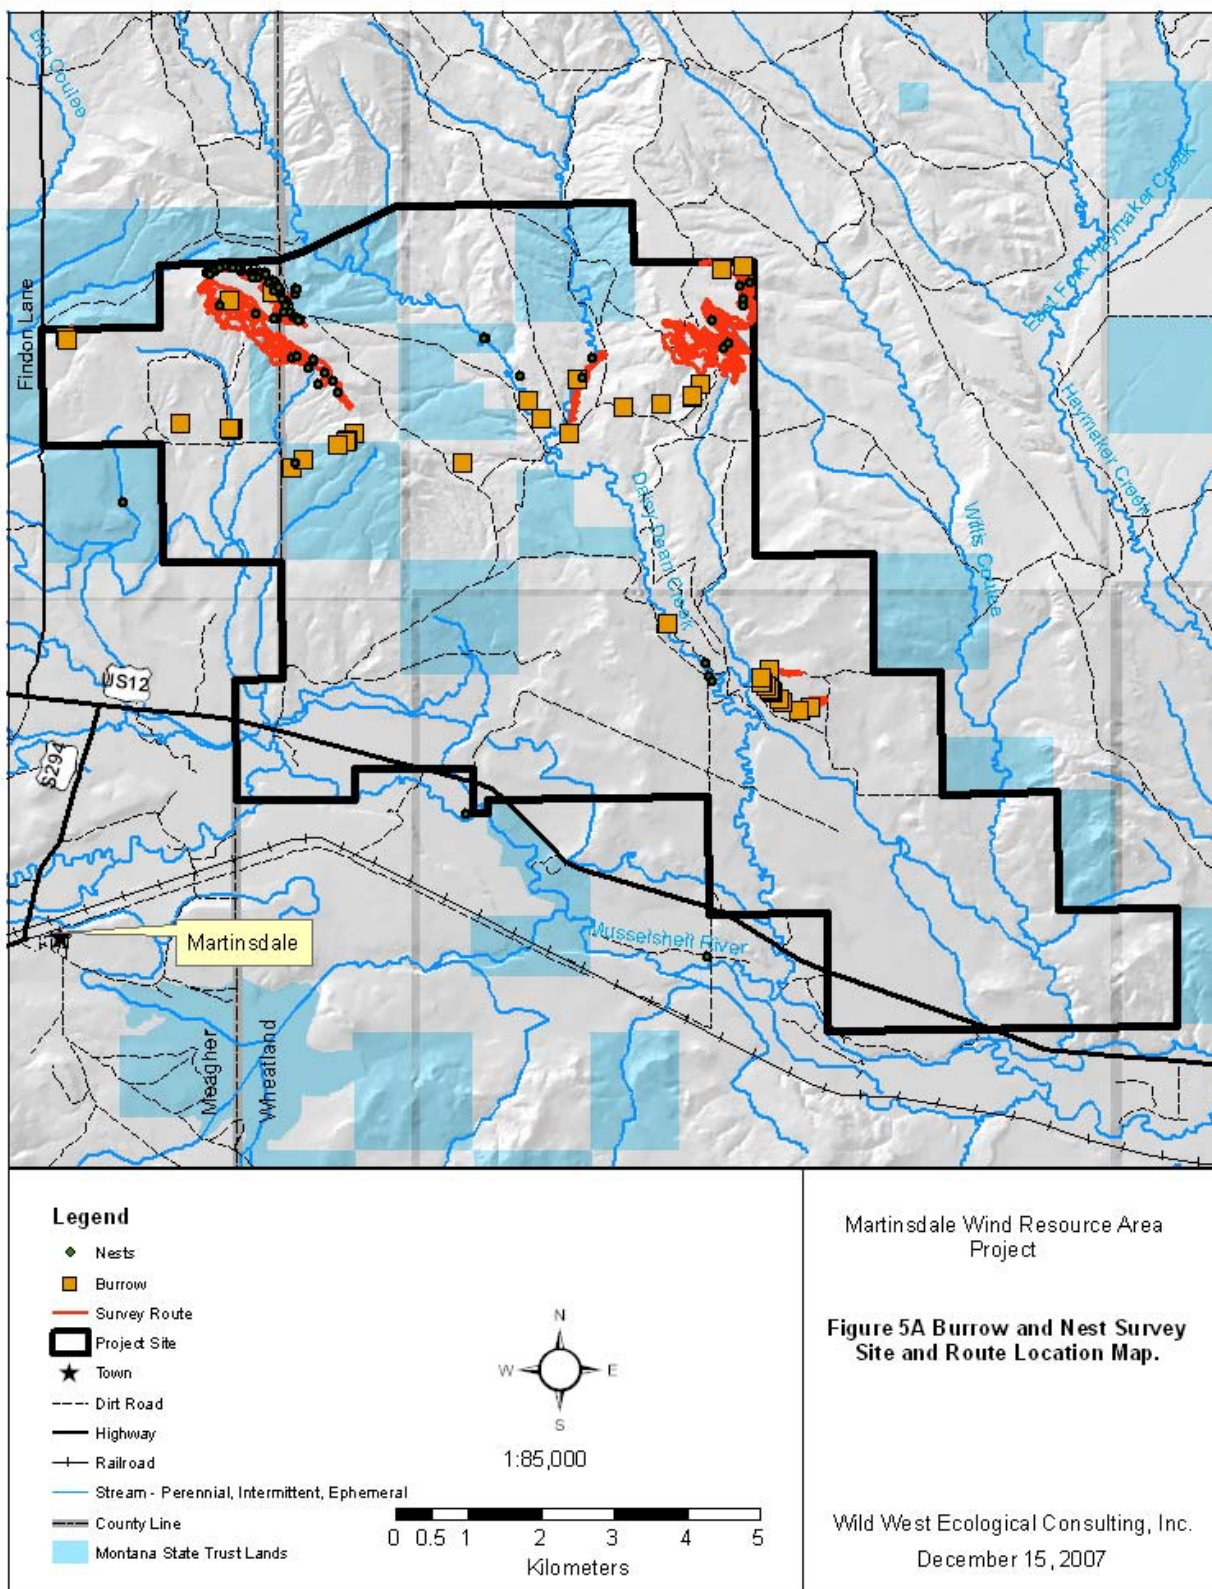 Big Coulee
East Fork Haymaker Creek
Findon Lane
Haymaker Creek
Daisy Dean Creek
Witts Coulee
US12
S294
Martinsdale
Musselshell River
Meagher
Wheatland
Legend
Nests
Burrow
Survey Route
Project Site
Town
Dirt Road
Highway
Railroad
Stream - Perennial, Intermittent, Ephemeral
County Line
Montana State Trust Lands
N
W E
S
1:85,000
0 0.5 1 2 3 4 5
Kilometers
Martinsdale Wind Resource Area
Project
Figure 5A Burrow and Nest Survey
Site and Route Location Map.
Wild West Ecological Consulting, Inc.
December 15, 2007